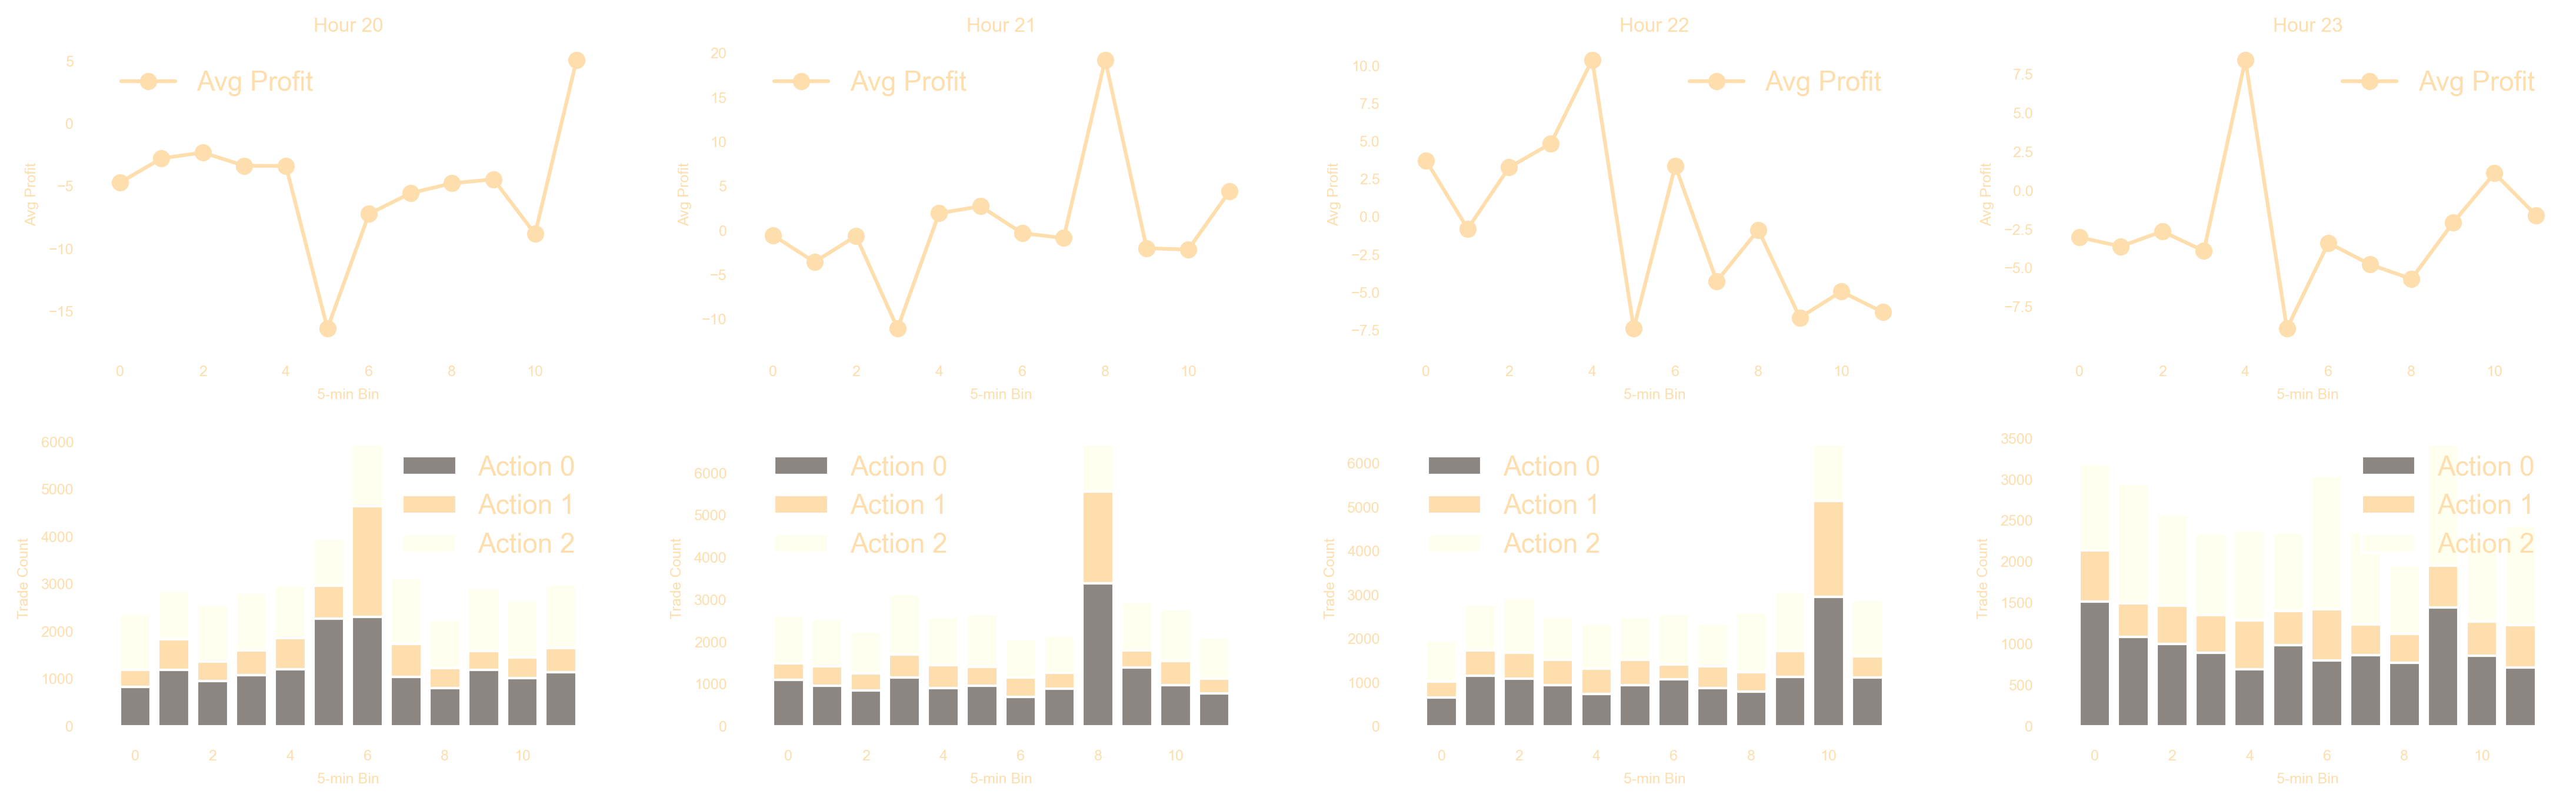 Hour 20
Avg Profit
5
0
−5
−10
−15
Avg Profit
0 2 4 6 8 10
5-min Bin
Hour 21
Avg Profit
20
15
10
5
0
−5
−10
Avg Profit
0 2 4 6 8 10
5-min Bin
Hour 22
Avg Profit
10.0
7.5
5.0
2.5
0.0
−2.5
−5.0
−7.5
Avg Profit
0 2 4 6 8 10
5-min Bin
Hour 23
Avg Profit
7.5
5.0
2.5
0.0
−2.5
−5.0
−7.5
Avg Profit
0 2 4 6 8 10
5-min Bin
Trade Count
6000
5000
4000
3000
2000
1000
0
Action 0
Action 1
Action 2
0 2 4 6 8 10
5-min Bin
Trade Count
6000
5000
4000
3000
2000
1000
0
Action 0
Action 1
Action 2
0 2 4 6 8 10
5-min Bin
Trade Count
6000
5000
4000
3000
2000
1000
0
Action 0
Action 1
Action 2
0 2 4 6 8 10
5-min Bin
Trade Count
3500
3000
2500
2000
1500
1000
500
0
Action 0
Action 1
Action 2
0 2 4 6 8 10
5-min Bin